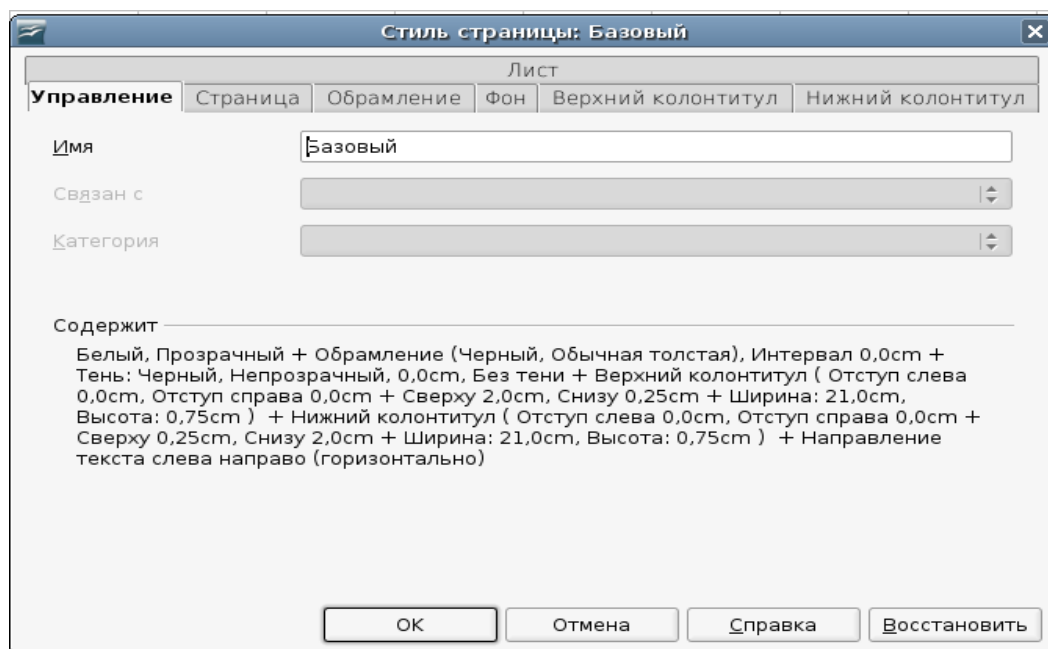 Стиль страницы: Базовый
Лист
Управление Страница Обрамление Фон Верхний колонтитул Нижний колонтитул
Имя Базовый
Связан с
Категория
Содержит
Белый, Прозрачный + Обрамление (Черный, Обычная толстая), Интервал 0,0cm +
Тень: Черный, Непрозрачный, 0,0cm, Без тени + Верхний колонтитул ( Отступ слева
0,0cm, Отступ справа 0,0cm + Сверху 2,0cm, Снизу 0,25cm + Ширина: 21,0cm,
Высота: 0,75cm ) + Нижний колонтитул ( Отступ слева 0,0cm, Отступ справа 0,0cm +
Сверху 0,25cm, Снизу 2,0cm + Ширина: 21,0cm, Высота: 0,75cm ) + Направление
текста слева направо (горизонтально)
OK Отмена Справка Восстановить